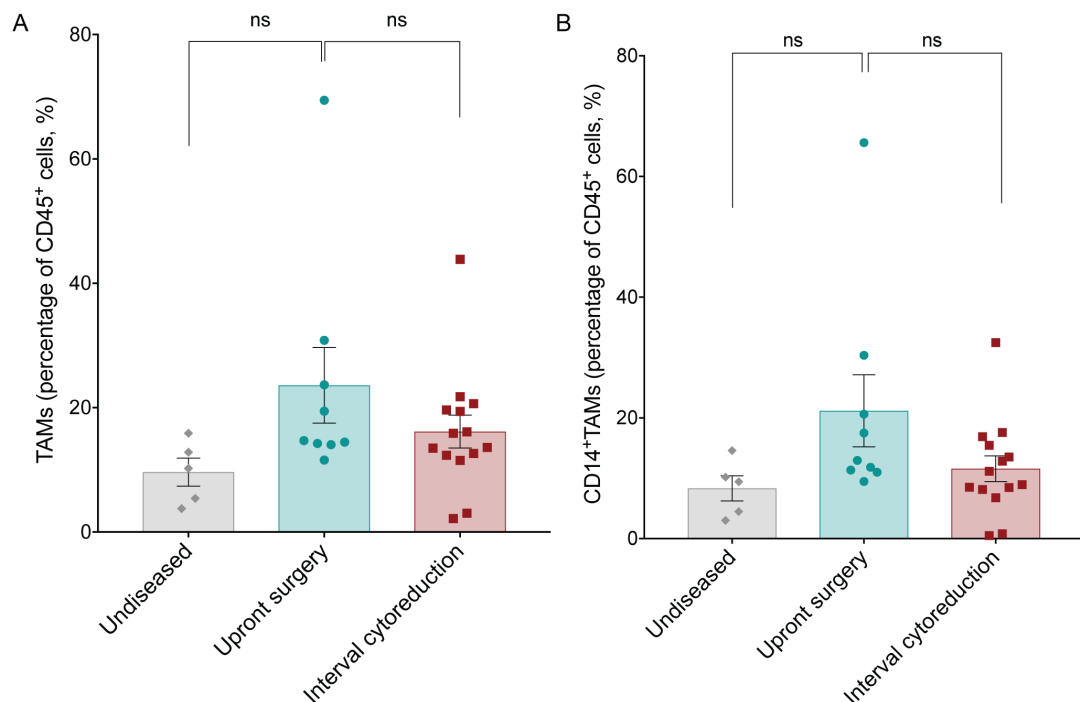 A
ns
ns
TAMs (percentage of CD45⁺ cells, %)
80
60
40
20
0
Undiseased
Upront surgery
Interval cytoreduction
B
ns
ns
CD14⁺TAMs (percentage of CD45⁺ cells, %)
80
60
40
20
0
Undiseased
Upront surgery
Interval cytoreduction